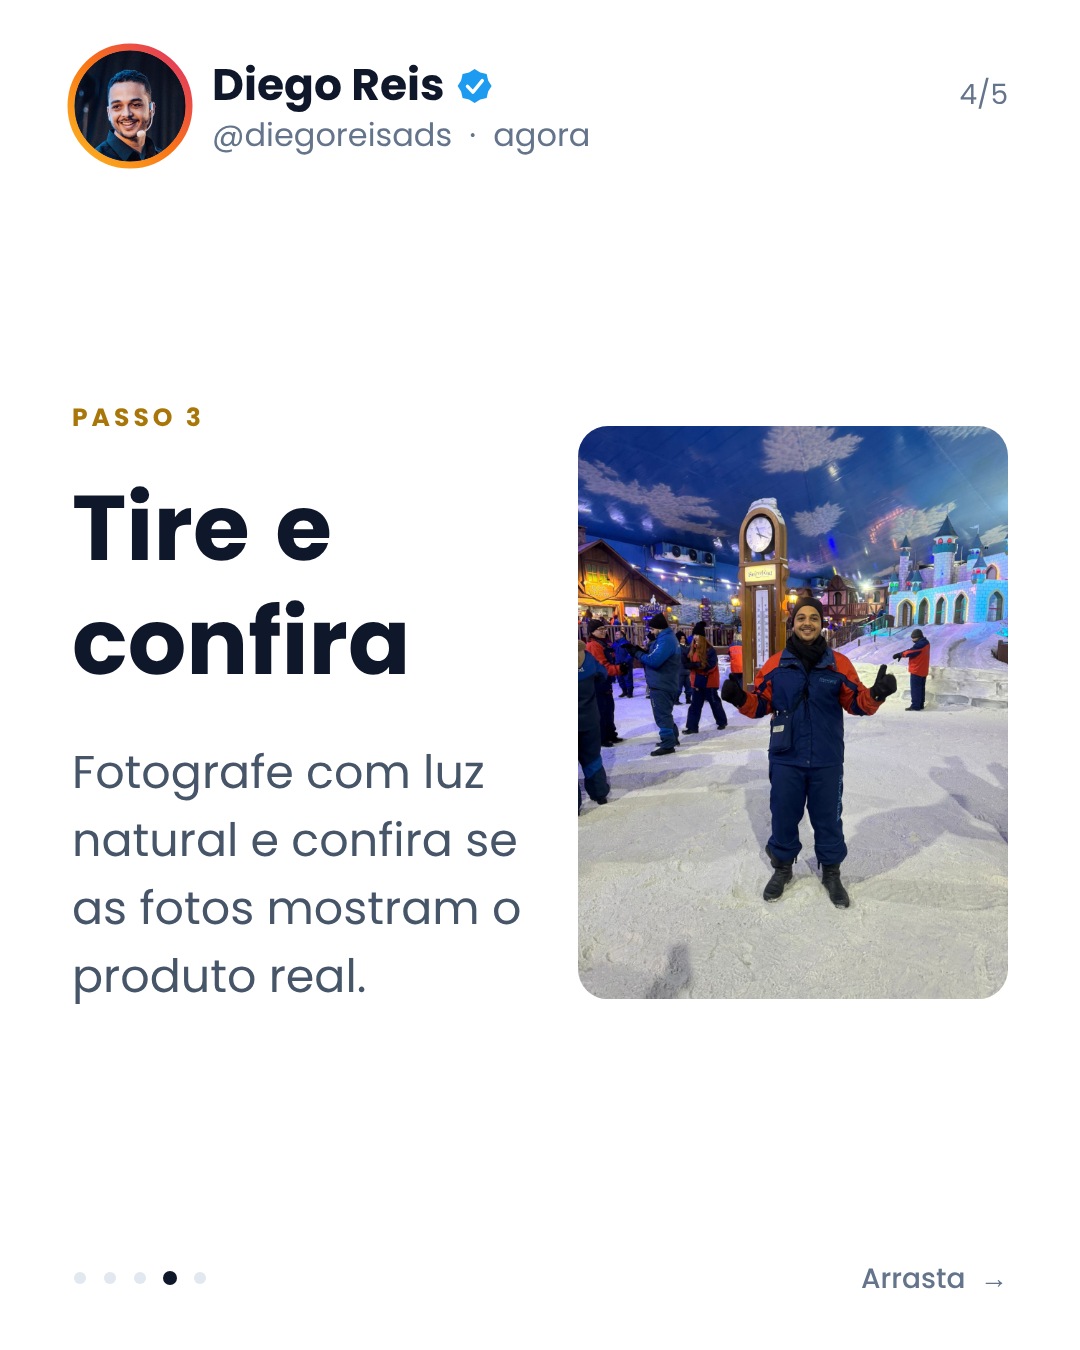 Diego Reis
@diegoreisads · agora
4/5
PASSO 3
Tire e
confira
Fotografe com luz
natural e confira se
as fotos mostram o
produto real.
Arrasta →